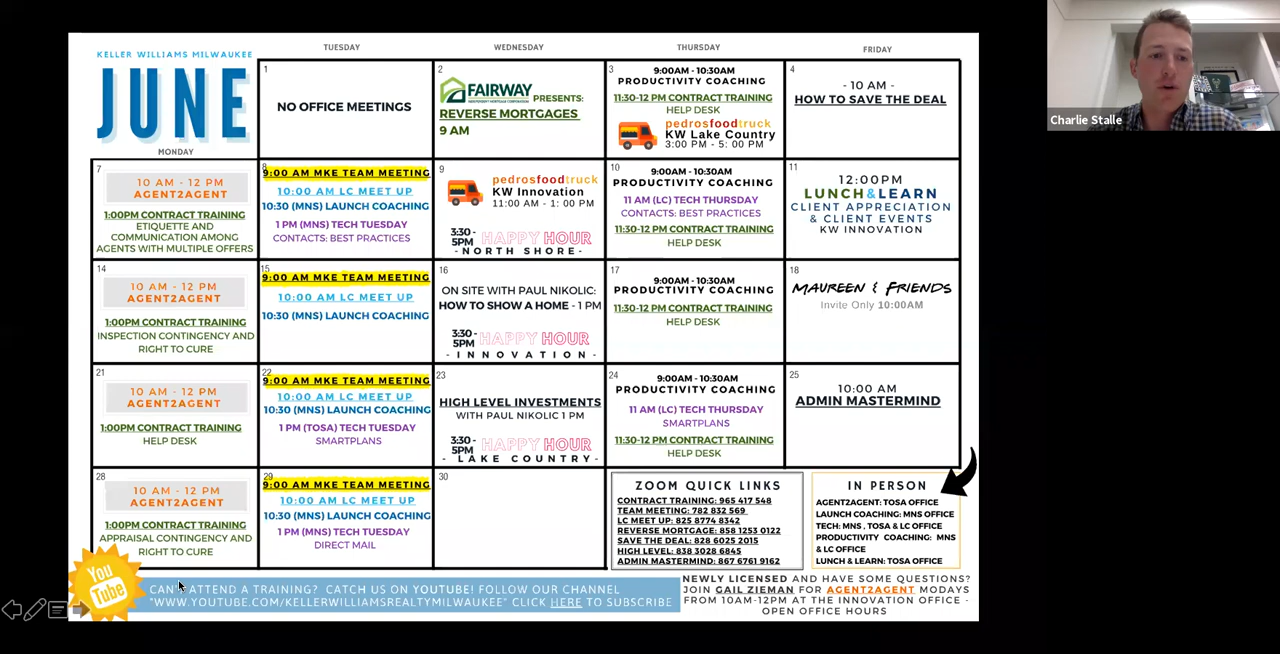 KELLER WILLIAMS MILWAUKEE
JUNE
MONDAY
TUESDAY
WEDNESDAY
THURSDAY
FRIDAY
1
NO OFFICE MEETINGS
2
FAIRWAY
PRESENTS:
REVERSE MORTGAGES
9 AM
3
9:00AM - 10:30AM
PRODUCTIVITY COACHING
11:30-12 PM CONTRACT TRAINING
HELP DESK
pedrosfoodtruck
KW Lake Country
3:00 PM - 5: 00 PM
4
- 10 AM -
HOW TO SAVE THE DEAL
7
10 AM - 12 PM
AGENT2AGENT
1:00PM CONTRACT TRAINING
ETIQUETTE AND
COMMUNICATION AMONG
AGENTS WITH MULTIPLE OFFERS
8
9:00 AM MKE TEAM MEETING
10:00 AM LC MEET UP
10:30 (MNS) LAUNCH COACHING
1 PM (MNS) TECH TUESDAY
CONTACTS: BEST PRACTICES
9
pedrosfoodtruck
KW Innovation
11:00 AM - 1: 00 PM
3:30-
5PM
HAPPY HOUR
-NORTH SHORE-
10
9:00AM - 10:30AM
PRODUCTIVITY COACHING
11 AM (LC) TECH THURSDAY
CONTACTS: BEST PRACTICES
11:30-12 PM CONTRACT TRAINING
HELP DESK
11
12:00PM
LUNCH&LEARN
CLIENT APPRECIATION
& CLIENT EVENTS
KW INNOVATION
14
10 AM - 12 PM
AGENT2AGENT
1:00PM CONTRACT TRAINING
INSPECTION CONTINGENCY AND
RIGHT TO CURE
15
9:00 AM MKE TEAM MEETING
10:00 AM LC MEET UP
10:30 (MNS) LAUNCH COACHING
16
ON SITE WITH PAUL NIKOLIC:
HOW TO SHOW A HOME - 1 PM
3:30-
5PM
HAPPY HOUR
-INNOVATION-
17
9:00AM - 10:30AM
PRODUCTIVITY COACHING
11:30-12 PM CONTRACT TRAINING
HELP DESK
18
MAUREEN & FRIENDS
Invite Only 10:00AM
21
10 AM - 12 PM
AGENT2AGENT
1:00PM CONTRACT TRAINING
HELP DESK
22
9:00 AM MKE TEAM MEETING
10:00 AM LC MEET UP
10:30 (MNS) LAUNCH COACHING
1 PM (TOSA) TECH TUESDAY
SMARTPLANS
23
HIGH LEVEL INVESTMENTS
WITH PAUL NIKOLIC 1 PM
3:30-
5PM
HAPPY HOUR
- LAKE COUNTRY-
24
9:00AM - 10:30AM
PRODUCTIVITY COACHING
11 AM (LC) TECH THURSDAY
SMARTPLANS
11:30-12 PM CONTRACT TRAINING
HELP DESK
25
10:00 AM
ADMIN MASTERMIND
28
10 AM - 12 PM
AGENT2AGENT
1:00PM CONTRACT TRAINING
APPRAISAL CONTINGENCY AND
RIGHT TO CURE
29
9:00 AM MKE TEAM MEETING
10:00 AM LC MEET UP
10:30 (MNS) LAUNCH COACHING
1 PM (MNS) TECH TUESDAY
DIRECT MAIL
30
ZOOM QUICK LINKS
CONTRACT TRAINING: 965 417 548
TEAM MEETING: 782 832 569
LC MEET UP: 825 8774 8342
REVERSE MORTGAGE: 858 1253 0122
SAVE THE DEAL: 828 6025 2015
HIGH LEVEL: 838 3028 6845
ADMIN MASTERMIND: 867 6761 9162
IN PERSON
AGENT2AGENT: TOSA OFFICE
LAUNCH COACHING: MNS OFFICE
TECH: MNS , TOSA & LC OFFICE
PRODUCTIVITY COACHING: MNS
& LC OFFICE
LUNCH & LEARN: TOSA OFFICE
You
Tube
CAN'T ATTEND A TRAINING? CATCH US ON YOUTUBE! FOLLOW OUR CHANNEL
"WWW.YOUTUBE.COM/KELLERWILLIAMSREALTYMILWAUKEE" CLICK HERE TO SUBSCRIBE
NEWLY LICENSED AND HAVE SOME QUESTIONS?
JOIN GAIL ZIEMAN FOR AGENT2AGENT MODAYS
FROM 10AM-12PM AT THE INNOVATION OFFICE -
OPEN OFFICE HOURS
Charlie Stalle